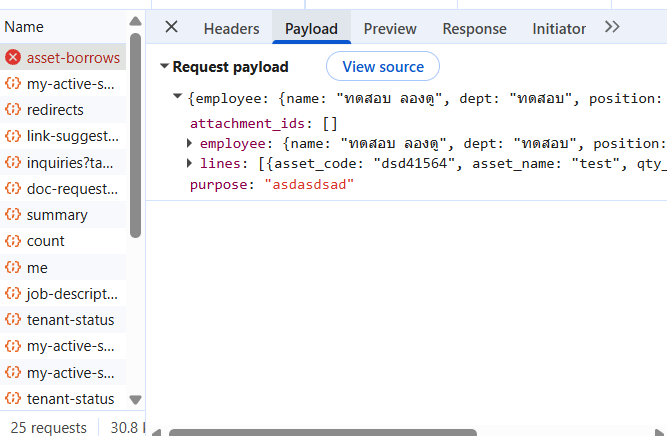 Name
Headers Payload Preview Response Initiator
asset-borrows
my-active-s...
redirects
link-suggest...
inquiries?ta...
doc-request...
summary
count
me
job-descript...
tenant-status
my-active-s...
my-active-s...
tenant-status
25 requests 30.8
Request payload View source
{employee: {name: "ทดสอบ ลองดู", dept: "ทดสอบ", position:
attachment_ids: []
employee: {name: "ทดสอบ ลองดู", dept: "ทดสอบ", position:
lines: [{asset_code: "dsd41564", asset_name: "test", qty_
purpose: "asdasdsad"